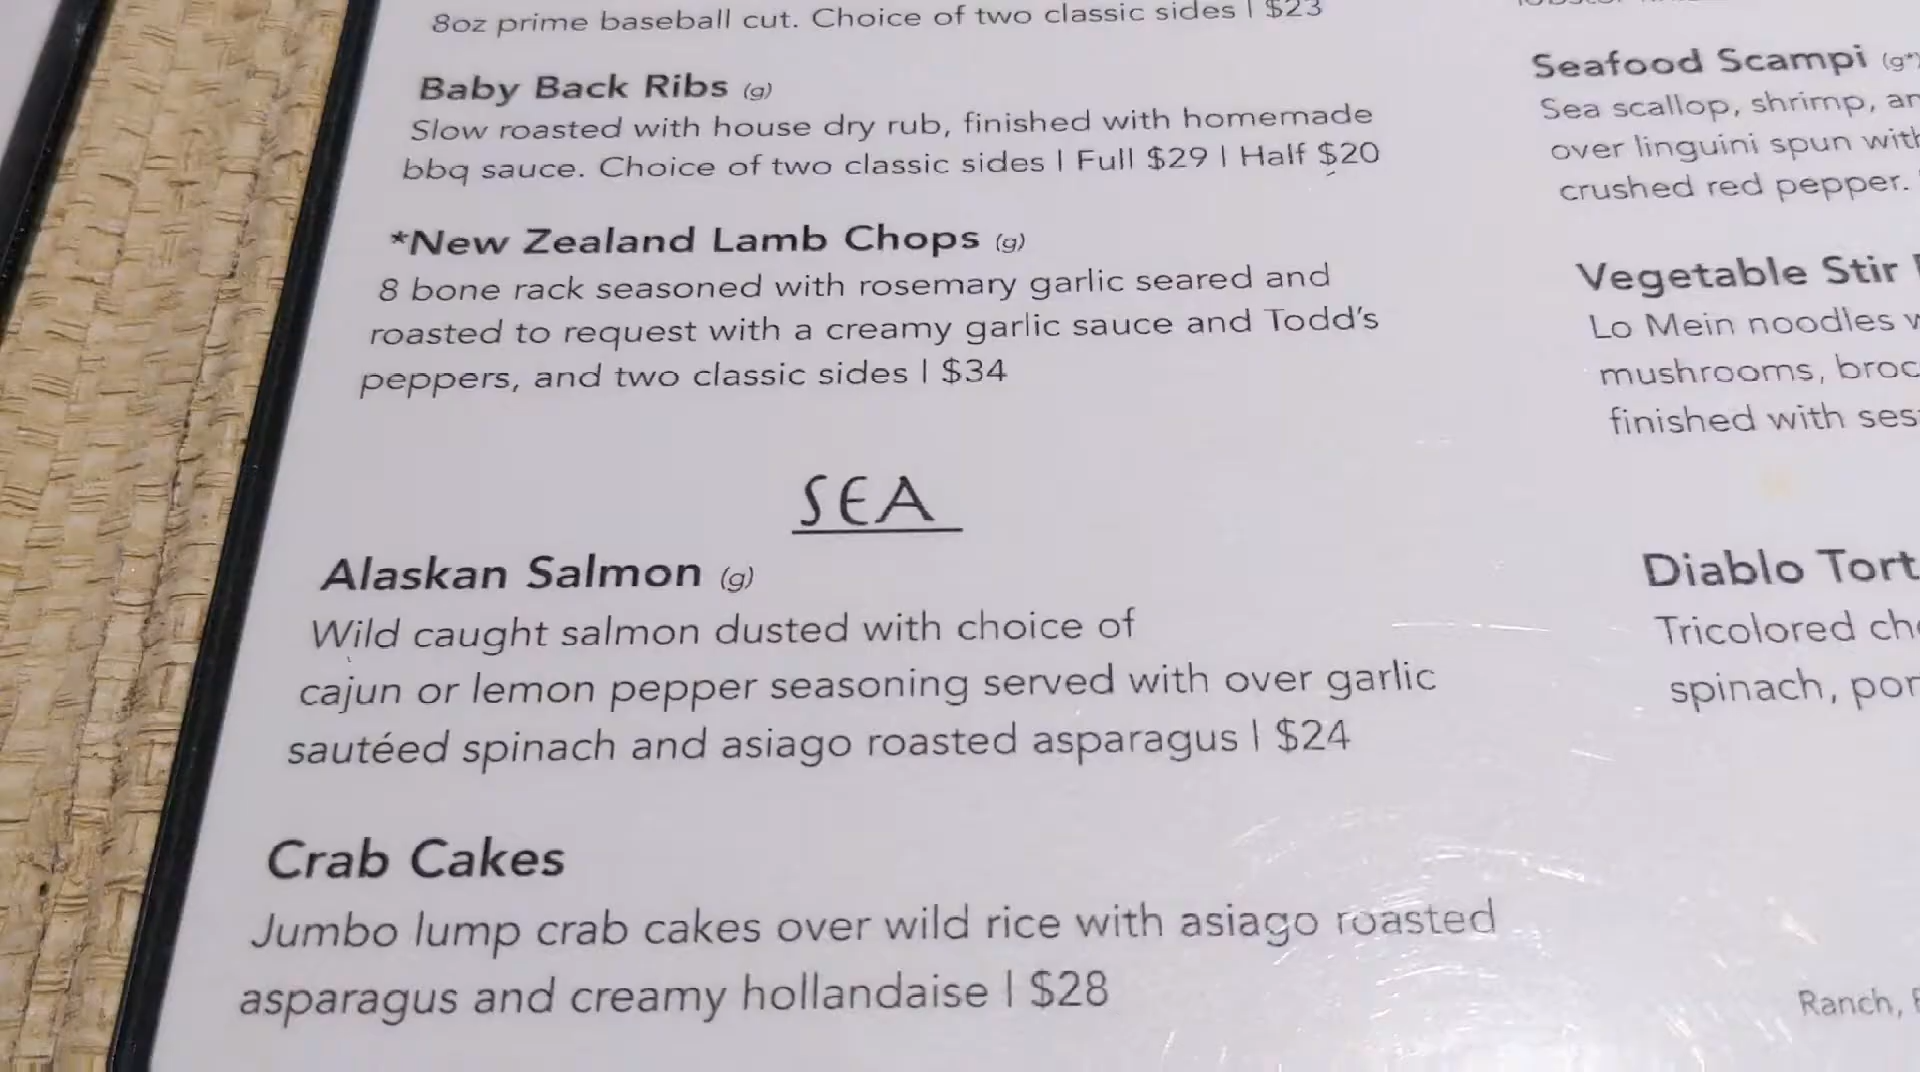 8oz prime baseball cut. Choice of two classic sides | $23
Baby Back Ribs (g)
Slow roasted with house dry rub, finished with homemade
bbq sauce. Choice of two classic sides | Full $29 | Half $20
*New Zealand Lamb Chops (g)
8 bone rack seasoned with rosemary garlic seared and
roasted to request with a creamy garlic sauce and Todd's
peppers, and two classic sides | $34
SEA
Alaskan Salmon (g)
Wild caught salmon dusted with choice of
cajun or lemon pepper seasoning served with over garlic
sautéed spinach and asiago roasted asparagus | $24
Crab Cakes
Jumbo lump crab cakes over wild rice with asiago roasted
asparagus and creamy hollandaise | $28
Seafood Scampi (g*)
Sea scallop, shrimp,
over linguini spun with
crushed red pepper.
Vegetable Stir
Lo Mein noodles
mushrooms,
finished with
Diablo
Tricolored
spinach,
Ranch,